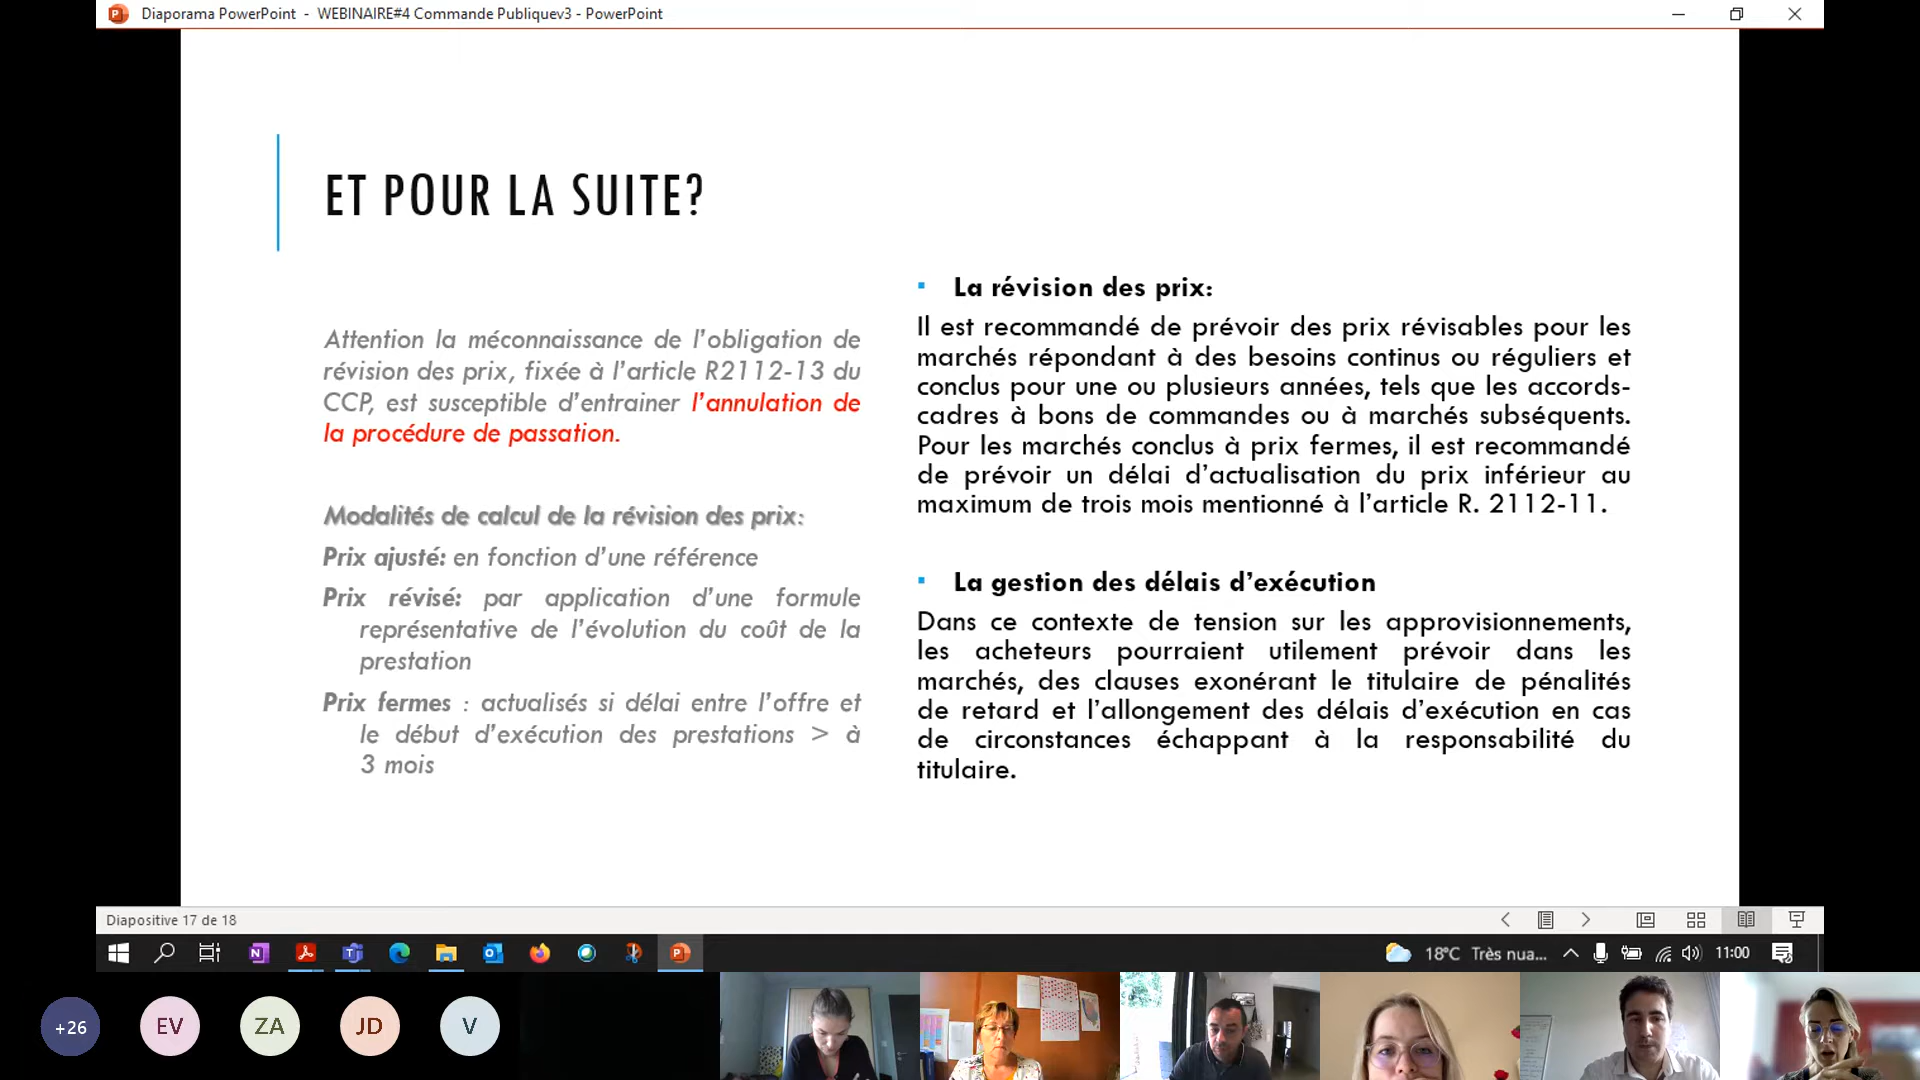 Diaporama PowerPoint - WEBINAIRE#4 Commande Publiquev3 - PowerPoint
ET POUR LA SUITE?
Attention la méconnaissance de l'obligation de
révision des prix, fixée à l'article R2112-13 du
CCP, est susceptible d'entrainer l'annulation de
la procédure de passation.
Modalités de calcul de la révision des prix:
Prix ajusté: en fonction d'une référence
Prix révisé: par application d'une formule
représentative de l'évolution du coût de la
prestation
Prix fermes : actualisés si délai entre l'offre et
le début d'exécution des prestations > à
3 mois
▪ La révision des prix:
Il est recommandé de prévoir des prix révisables pour les
marchés répondant à des besoins continus ou réguliers et
conclus pour une ou plusieurs années, tels que les accords-
cadres à bons de commandes ou à marchés subséquents.
Pour les marchés conclus à prix fermes, il est recommandé
de prévoir un délai d'actualisation du prix inférieur au
maximum de trois mois mentionné à l'article R. 2112-11.
▪ La gestion des délais d'exécution
Dans ce contexte de tension sur les approvisionnements,
les acheteurs pourraient utilement prévoir dans les
marchés, des clauses exonérant le titulaire de pénalités
de retard et l'allongement des délais d'exécution en cas
de circonstances échappant à la responsabilité du
titulaire.
Diapositive 17 de 18
18°C Très nua... 11:00
+26 EV ZA JD V